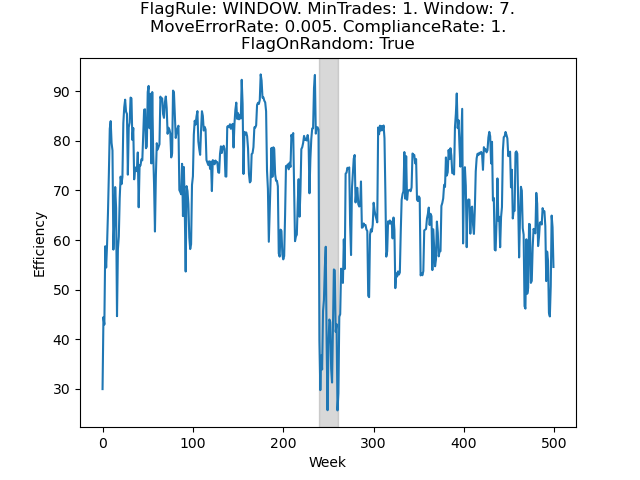 FlagRule: WINDOW. MinTrades: 1. Window: 7.
MoveErrorRate: 0.005. ComplianceRate: 1.
FlagOnRandom: True
90
80
70
60
50
40
30
Efficiency
0 100 200 300 400 500
Week